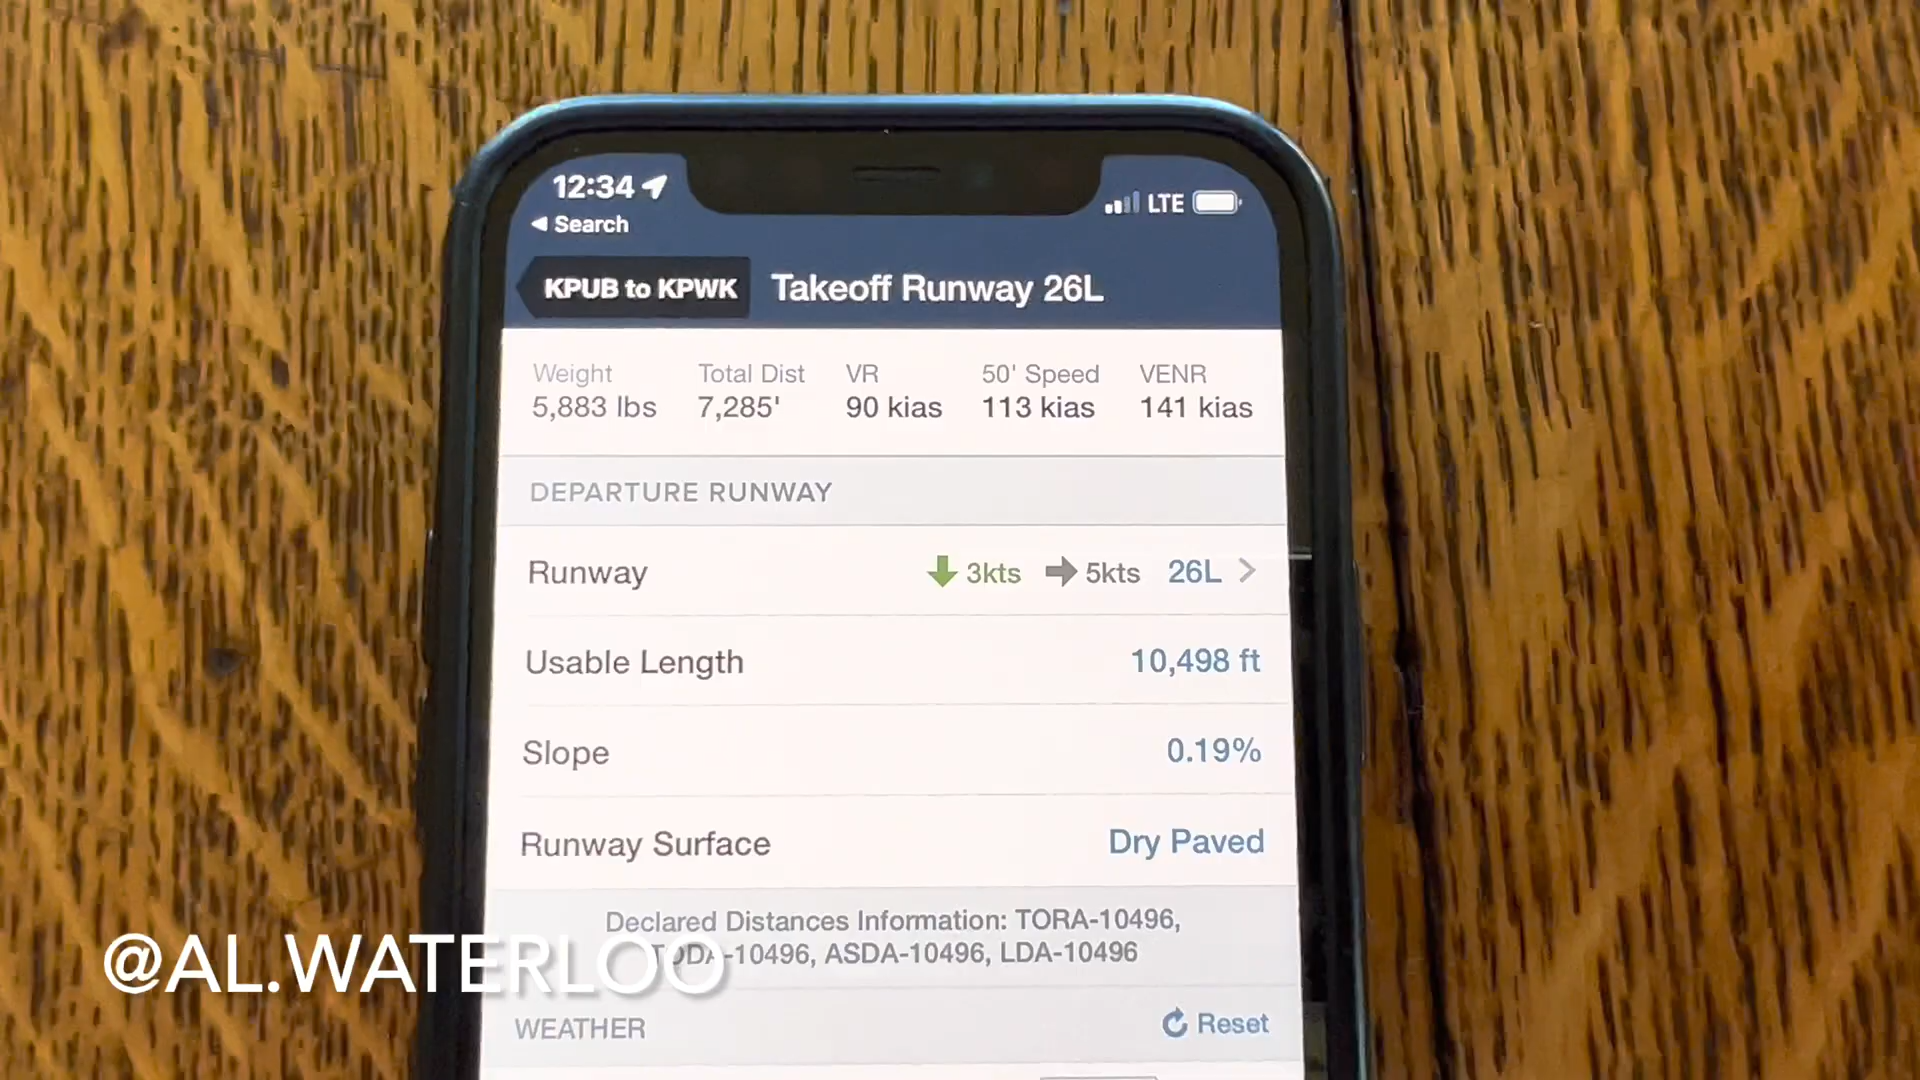 12:34
LTE
Search
KPUB to KPWK
Takeoff Runway 26L
Weight Total Dist VR 50' Speed VENR
5,883 lbs 7,285' 90 kias 113 kias 141 kias
DEPARTURE RUNWAY
Runway 3kts 5kts 26L
Usable Length 10,498 ft
Slope 0.19%
Runway Surface Dry Paved
Declared Distances Information: TORA-10496,
TODA-10496, ASDA-10496, LDA-10496
@AL.WATERLOO
WEATHER Reset